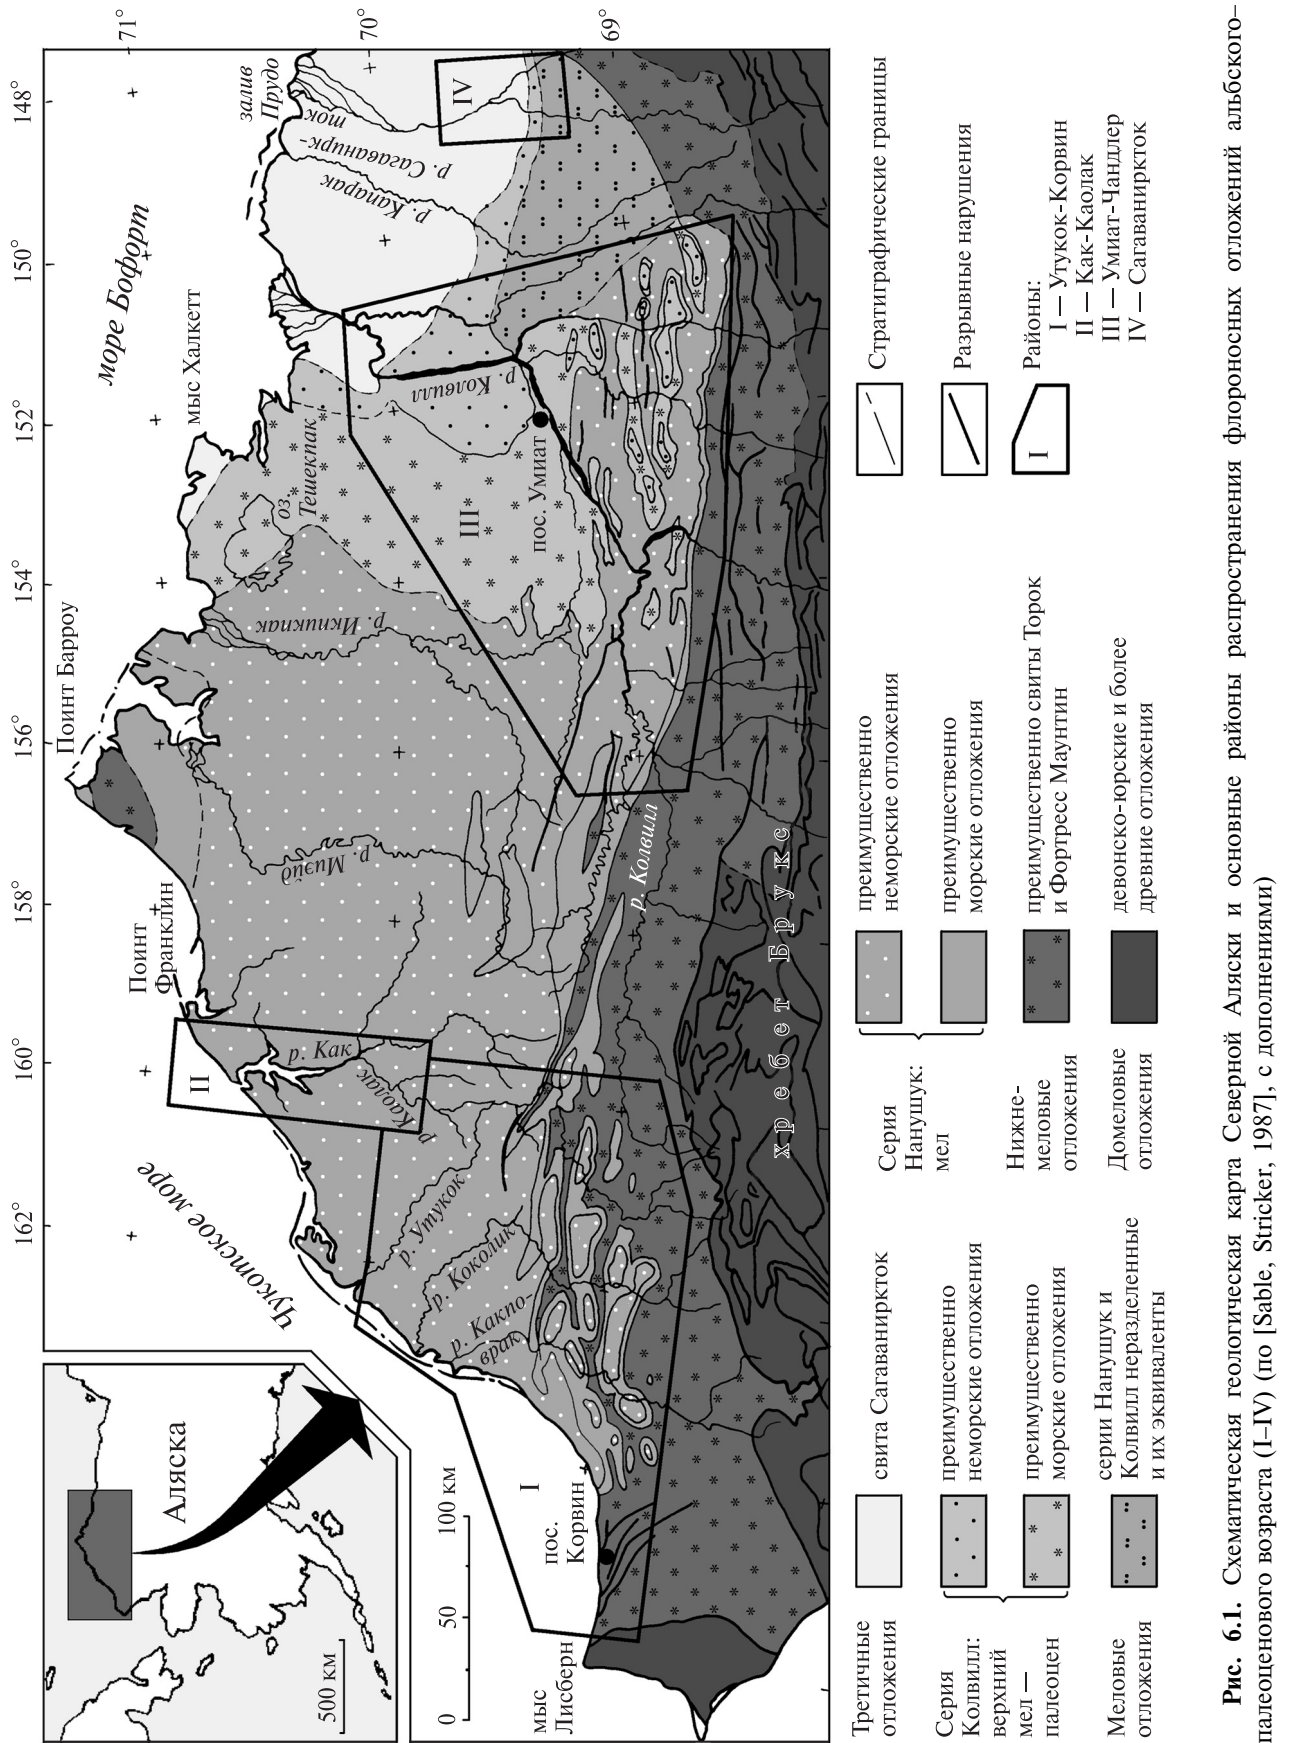 162°
160°
158°
156°
154°
152°
150°
148°
71°
70°
69°
Аляска
500 км
0
50
100 км
Чукотское море
море Бофорт
Поинт Барроу
Поинт
Франклин
мыс Халкетт
залив
Прудо
оз.
Тешекпак
р. Сагаванирк-
ток
р. Капарак
р. Колвилл
р. Икпикпак
р. Миэйд
р. Как
р. Каолак
р. Утукок
р. Коколик
р. Какпо-
врак
р. Колвилл
пос. Умиат
пос.
Корвин
мыс
Лисберн
хребет Брукс
I
II
III
IV
Третичные
отложения
свита Сагаваниркток
Серия
Колвилл:
верхний
мел —
палеоцен
преимущественно
неморские отложения
преимущественно
морские отложения
Меловые
отложения
серии Нанушук и
Колвилл неразделенные
и их эквиваленты
Серия
Нанушук:
мел
преимущественно
неморские отложения
преимущественно
морские отложения
Нижне-
меловые
отложения
преимущественно свиты Торок
и Фортресс Маунтин
Домеловые
отложения
девонско-юрские и более
древние отложения
Стратиграфические границы
Разрывные нарушения
I
Районы:
I — Утукок-Корвин
II — Как-Каолак
III — Умиат-Чандлер
IV — Сагаваниркток
Рис. 6.1. Схематическая геологическая карта Северной Аляски и основные районы распространения флороносных отложений альбского–
палеоценового возраста (I–IV) (по [Sable, Stricker, 1987], с дополнениями)